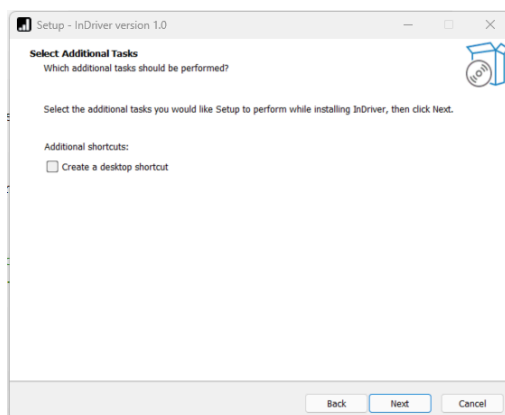 Setup - InDriver version 1.0
Select Additional Tasks
Which additional tasks should be performed?
Select the additional tasks you would like Setup to perform while installing InDriver, then click Next.
Additional shortcuts:
Create a desktop shortcut
Back Next Cancel